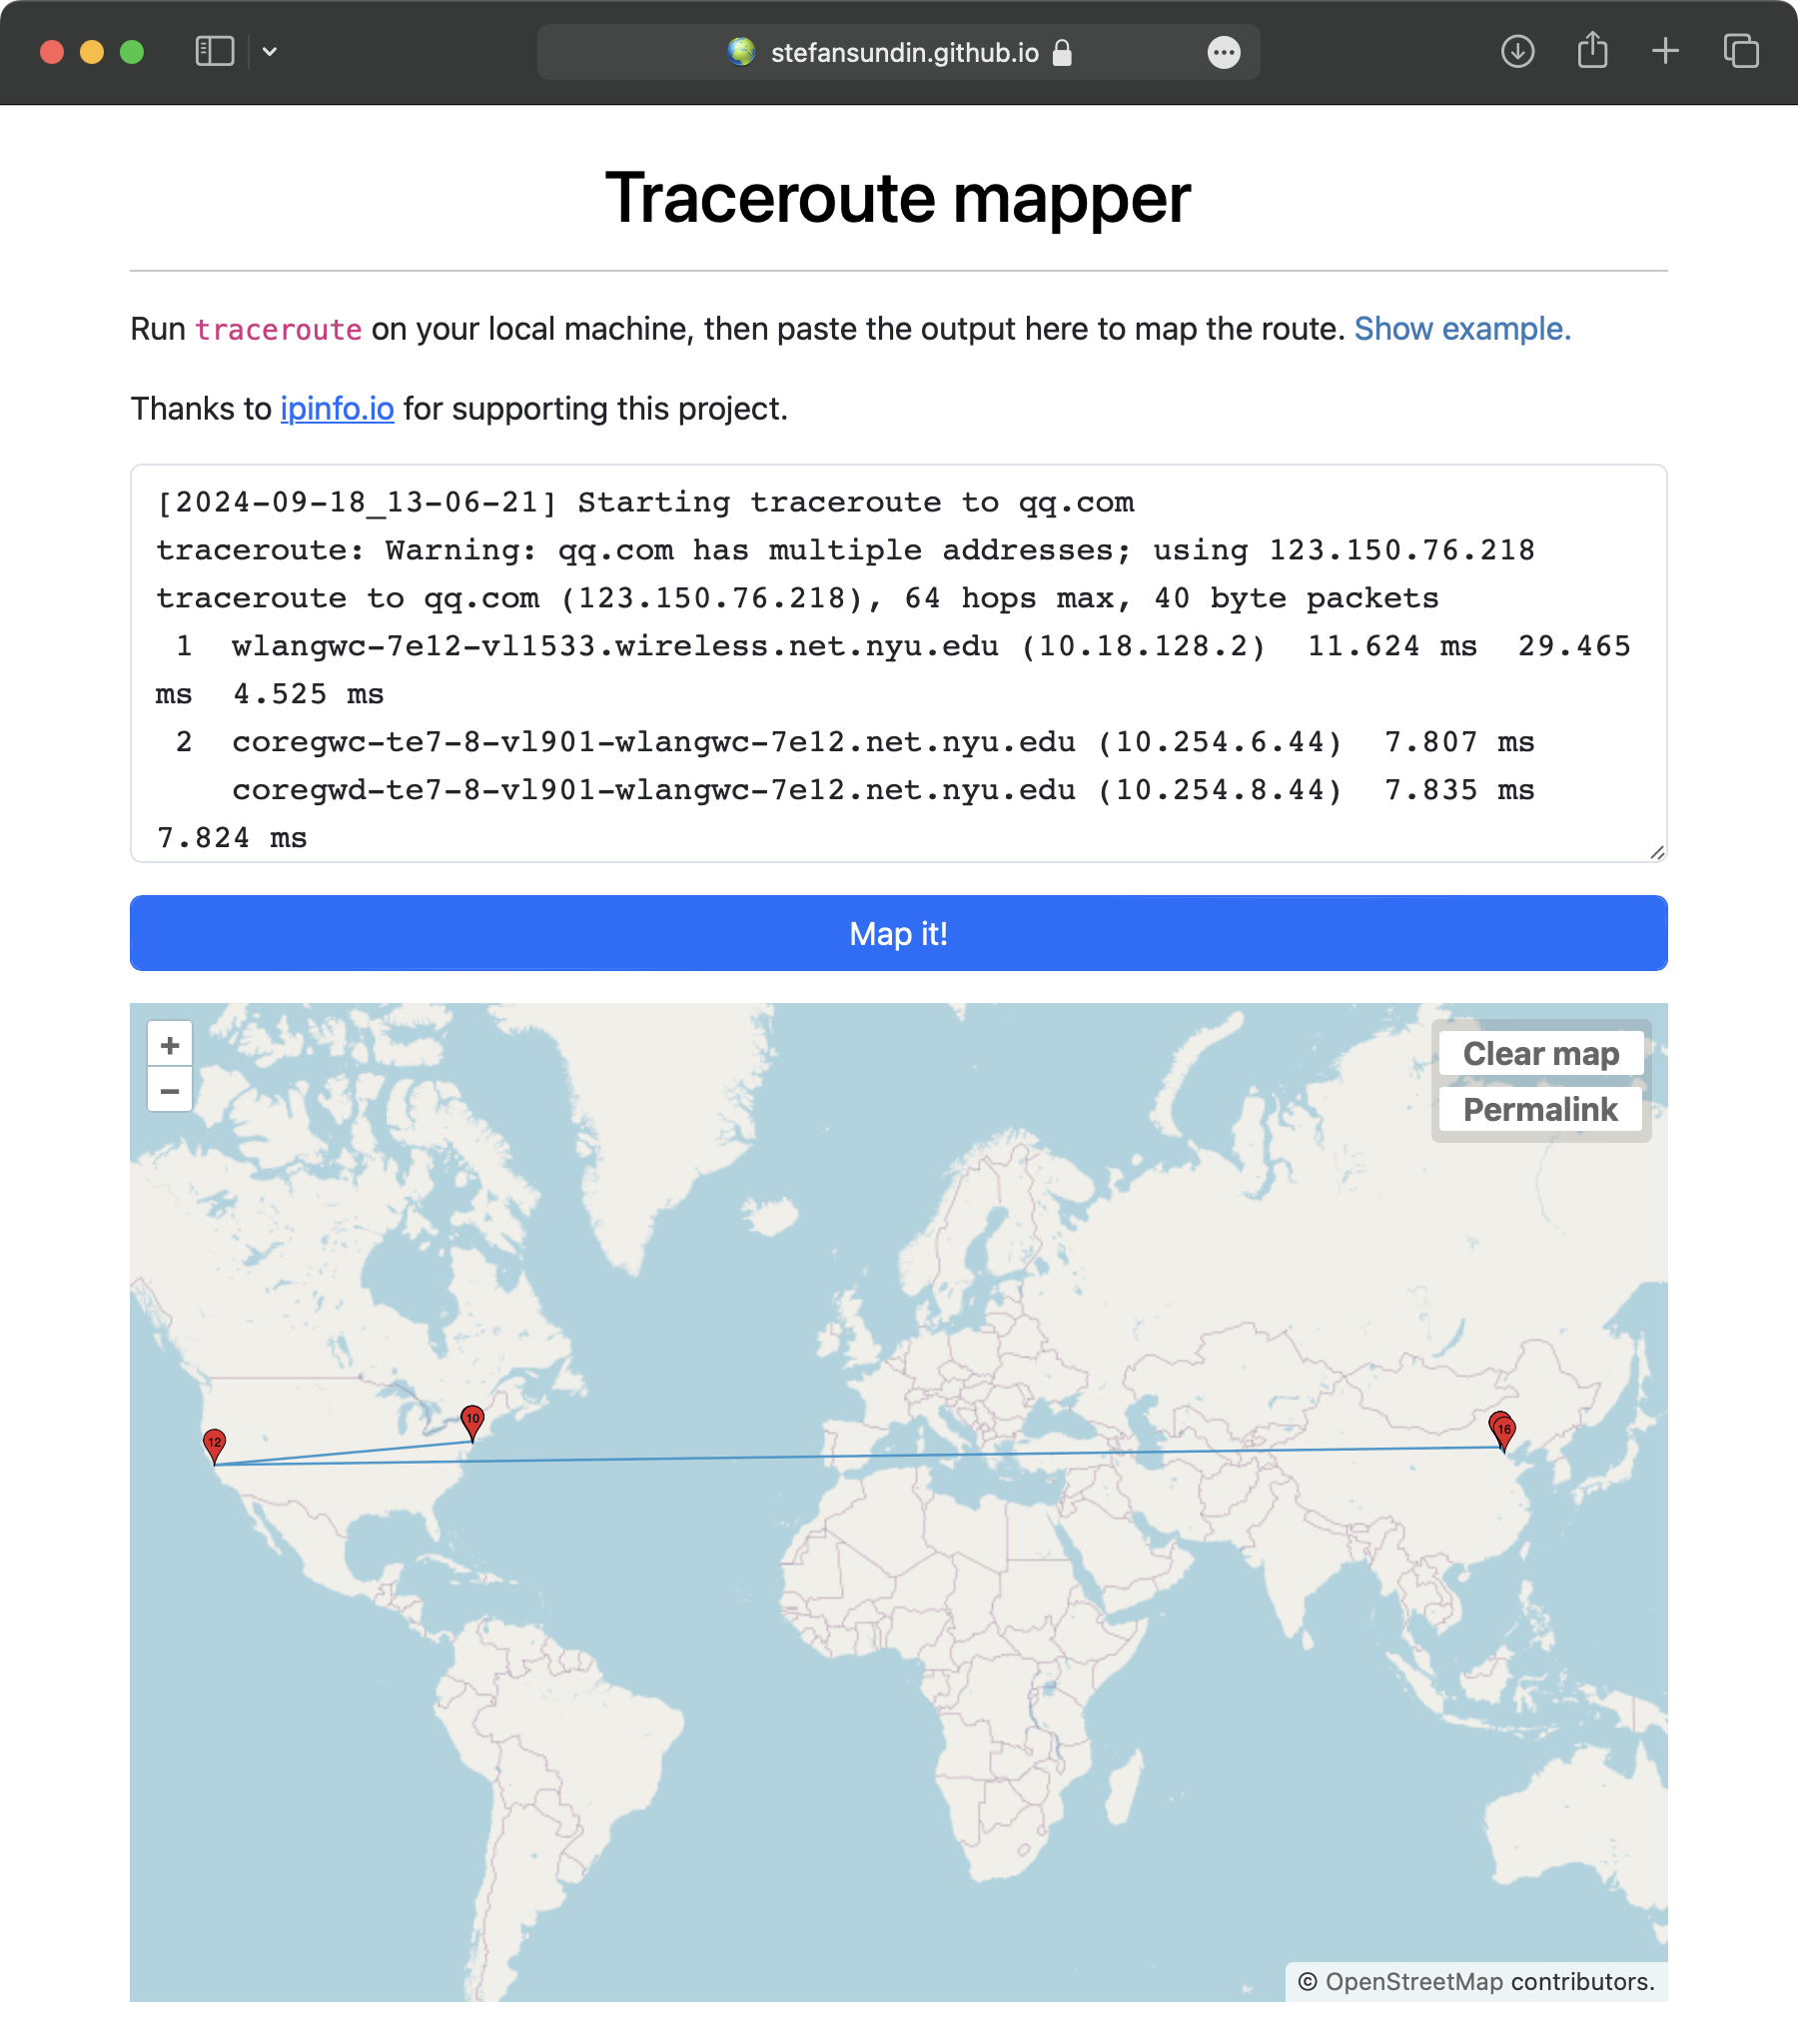 stefansundin.github.io
Traceroute mapper
Run traceroute on your local machine, then paste the output here to map the route. Show example.
Thanks to ipinfo.io for supporting this project.
[2024-09-18_13-06-21] Starting traceroute to qq.com
traceroute: Warning: qq.com has multiple addresses; using 123.150.76.218
traceroute to qq.com (123.150.76.218), 64 hops max, 40 byte packets
1  wlangwc-7e12-vl1533.wireless.net.nyu.edu (10.18.128.2)  11.624 ms  29.465
ms  4.525 ms
2  coregwc-te7-8-vl901-wlangwc-7e12.net.nyu.edu (10.254.6.44)  7.807 ms
coregwd-te7-8-vl901-wlangwc-7e12.net.nyu.edu (10.254.8.44)  7.835 ms
7.824 ms
Map it!
+
−
Clear map
Permalink
10
12
16
© OpenStreetMap contributors.